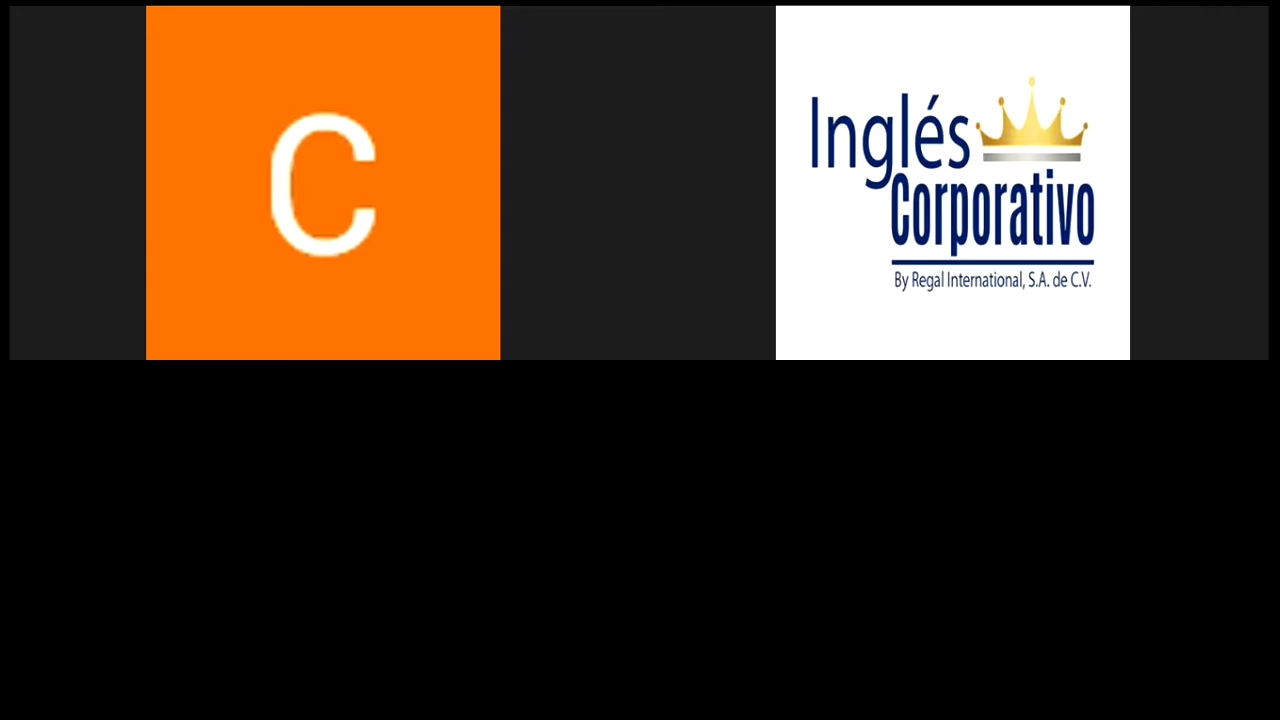 C
Inglés
Corporativo
By Regal International, S.A. de C.V.